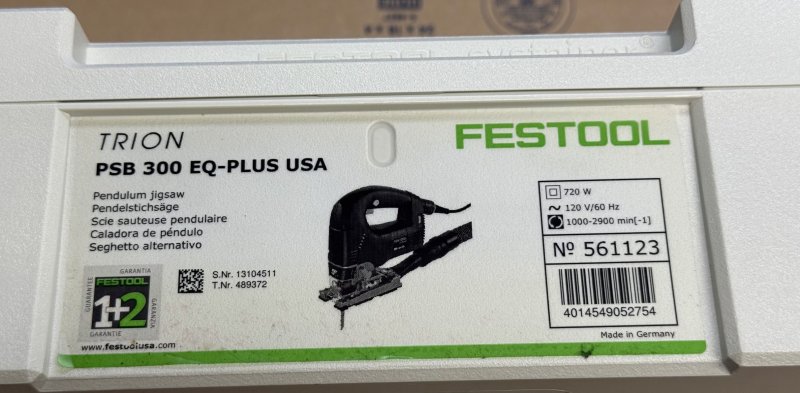 FESTOOL systainer®
TRION
PSB 300 EQ-PLUS USA
Pendulum jigsaw
Pendelstichsäge
Scie sauteuse pendulaire
Caladora de péndulo
Seghetto alternativo
GARANTIA
GUARANTEE
FESTOOL
1+2
GARANZIA
GARANTIE
www.festoolusa.com
S.Nr. 13104511
T.Nr. 489372
FESTOOL
720 W
120 V/60 Hz
1000-2900 min[-1]
Nº 561123
4014549052754
Made in Germany